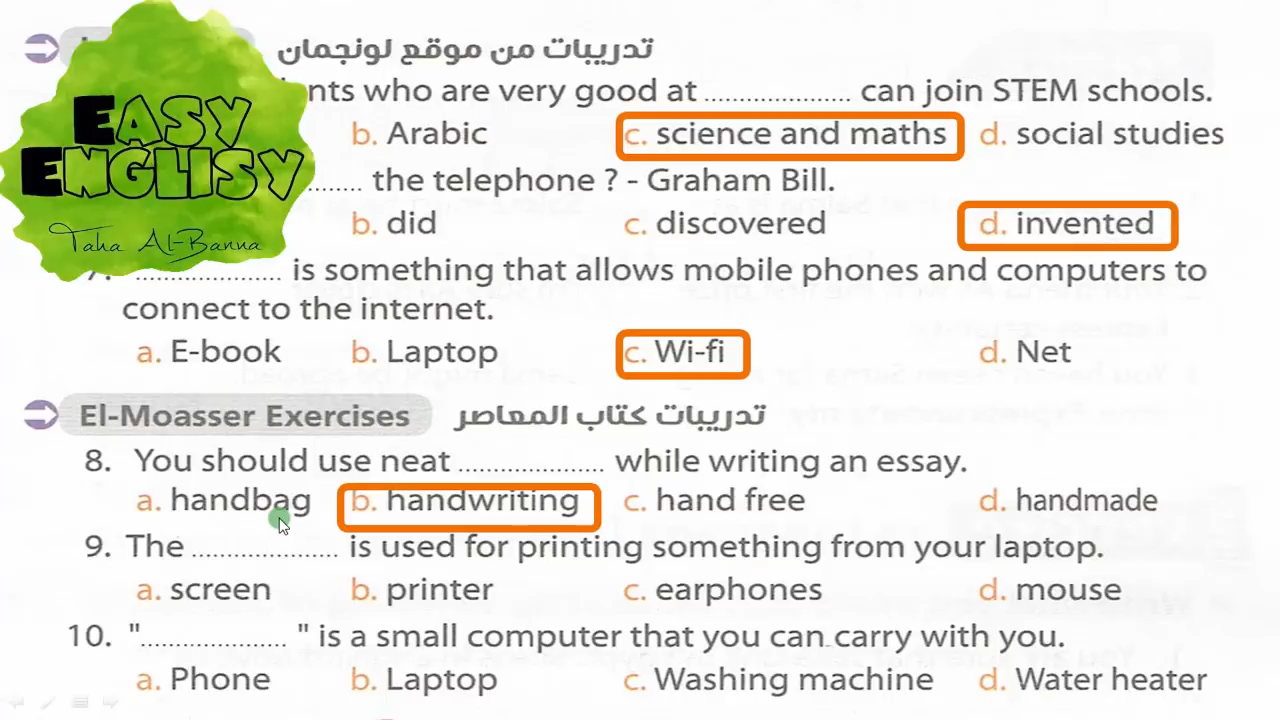 تدريبات من موقع لونجمان
EASY
ENGLISY
Taha Al-Banna
nts who are very good at .................... can join STEM schools.
b. Arabic c. science and maths d. social studies
........ the telephone ? - Graham Bill.
b. did c. discovered d. invented
.................... is something that allows mobile phones and computers to
connect to the internet.
a. E-book b. Laptop c. Wi-fi d. Net
El-Moasser Exercises تدريبات كتاب المعاصر
8. You should use neat .................... while writing an essay.
a. handbag b. handwriting c. hand free d. handmade
9. The .................... is used for printing something from your laptop.
a. screen b. printer c. earphones d. mouse
10. " .................... " is a small computer that you can carry with you.
a. Phone b. Laptop c. Washing machine d. Water heater